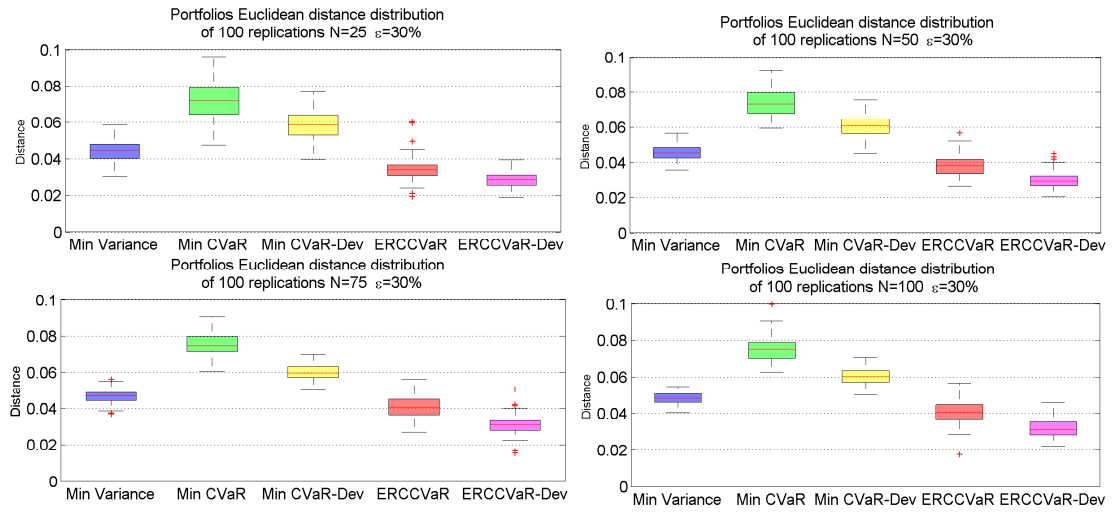 Portfolios Euclidean distance distribution
of 100 replications N=25 ε=30%
0.1
0.08
0.06
0.04
0.02
0
Distance
Min Variance Min CVaR Min CVaR-Dev ERCCVaR ERCCVaR-Dev
Portfolios Euclidean distance distribution
of 100 replications N=50 ε=30%
0.1
0.08
0.06
0.04
0.02
0
Distance
Min Variance Min CVaR Min CVaR-Dev ERCCVaR ERCCVaR-Dev
Portfolios Euclidean distance distribution
of 100 replications N=75 ε=30%
0.1
0.08
0.06
0.04
0.02
0
Distance
Min Variance Min CVaR Min CVaR-Dev ERCCVaR ERCCVaR-Dev
Portfolios Euclidean distance distribution
of 100 replications N=100 ε=30%
0.1
0.08
0.06
0.04
0.02
0
Distance
Min Variance Min CVaR Min CVaR-Dev ERCCVaR ERCCVaR-Dev